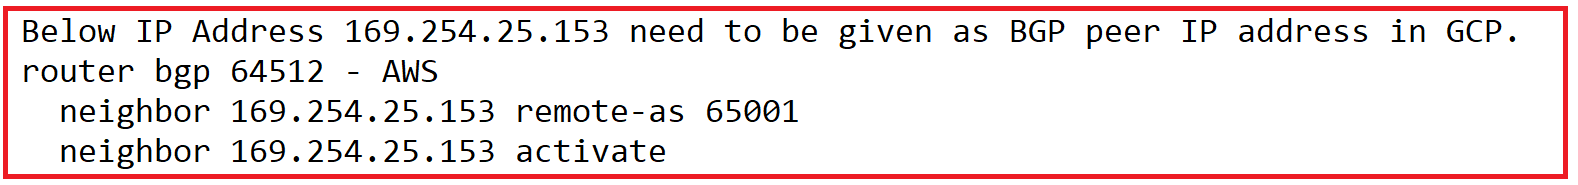 Below IP Address 169.254.25.153 need to be given as BGP peer IP address in GCP.
router bgp 64512 - AWS
  neighbor 169.254.25.153 remote-as 65001
  neighbor 169.254.25.153 activate